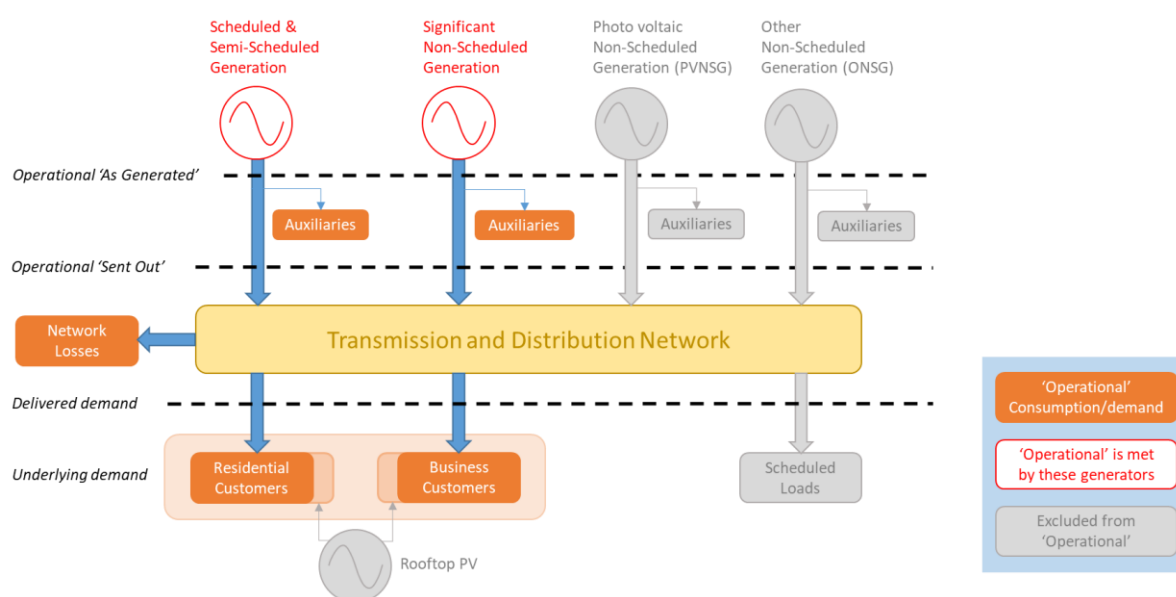 Scheduled &
Semi-Scheduled
Generation
Significant
Non-Scheduled
Generation
Photo voltaic
Non-Scheduled
Generation (PVNSG)
Other
Non-Scheduled
Generation (ONSG)
Operational ‘As Generated’
Auxiliaries
Auxiliaries
Auxiliaries
Auxiliaries
Operational ‘Sent Out’
Network
Losses
Transmission and Distribution Network
Delivered demand
Underlying demand
Residential
Customers
Business
Customers
Scheduled
Loads
Rooftop PV
‘Operational’
Consumption/demand
‘Operational’ is met
by these generators
Excluded from
‘Operational’